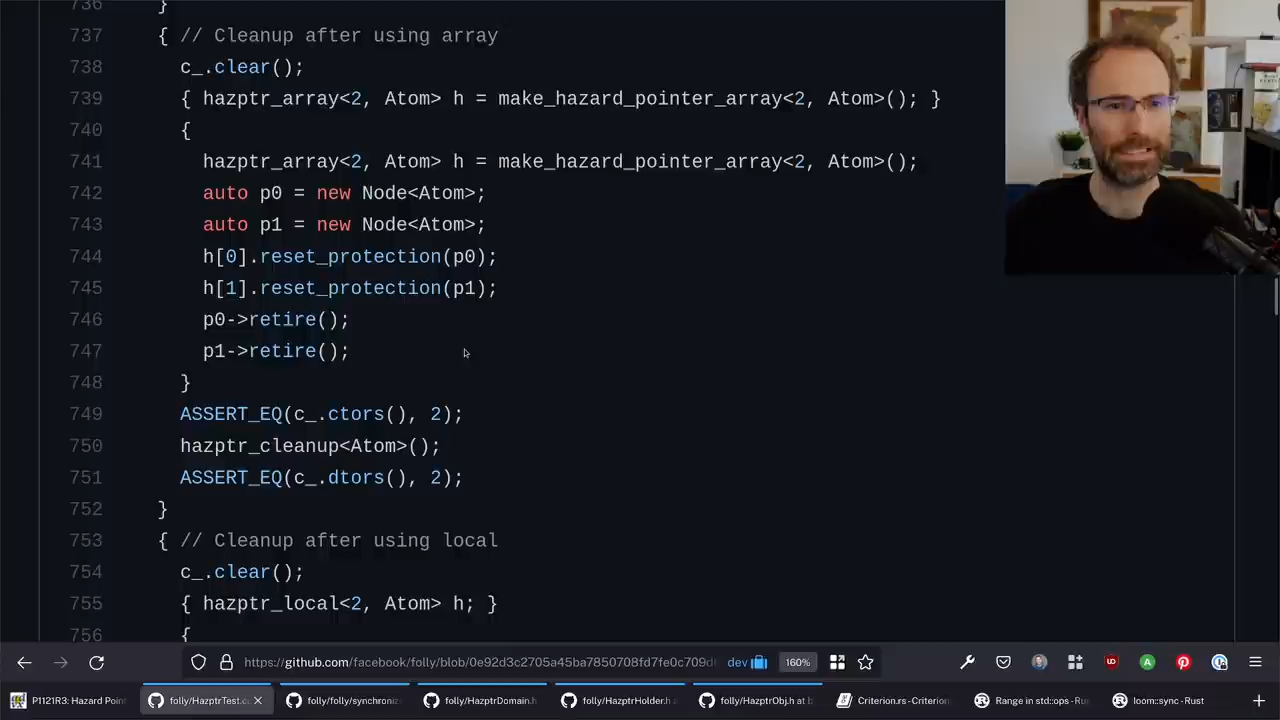 736 }
737 { // Cleanup after using array
738 c_.clear();
739 { hazptr_array<2, Atom> h = make_hazard_pointer_array<2, Atom>(); }
740 {
741 hazptr_array<2, Atom> h = make_hazard_pointer_array<2, Atom>();
742 auto p0 = new Node<Atom>;
743 auto p1 = new Node<Atom>;
744 h[0].reset_protection(p0);
745 h[1].reset_protection(p1);
746 p0->retire();
747 p1->retire();
748 }
749 ASSERT_EQ(c_.ctors(), 2);
750 hazptr_cleanup<Atom>();
751 ASSERT_EQ(c_.dtors(), 2);
752 }
753 { // Cleanup after using local
754 c_.clear();
755 { hazptr_local<2, Atom> h; }
756 {
https://github.com/facebook/folly/blob/0e92d3c2705a45ba7850708fd7fe0c709d dev 160%
P1121R3: Hazard Poin folly/HazptrTest.c folly/folly/synchroniz folly/HazptrDomain.h folly/HazptrHolder.h a folly/HazptrObj.h at b Criterion.rs - Criterion Range in std::ops - Rus loom::sync - Rust